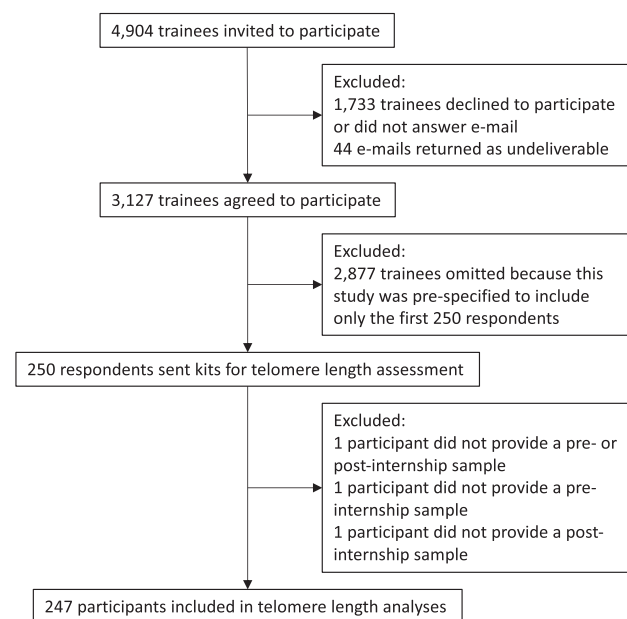 4,904 trainees invited to participate
Excluded:
1,733 trainees declined to participate
or did not answer e-mail
44 e-mails returned as undeliverable
3,127 trainees agreed to participate
Excluded:
2,877 trainees omitted because this
study was pre-specified to include
only the first 250 respondents
250 respondents sent kits for telomere length assessment
Excluded:
1 participant did not provide a pre- or
post-internship sample
1 participant did not provide a pre-
internship sample
1 participant did not provide a post-
internship sample
247 participants included in telomere length analyses